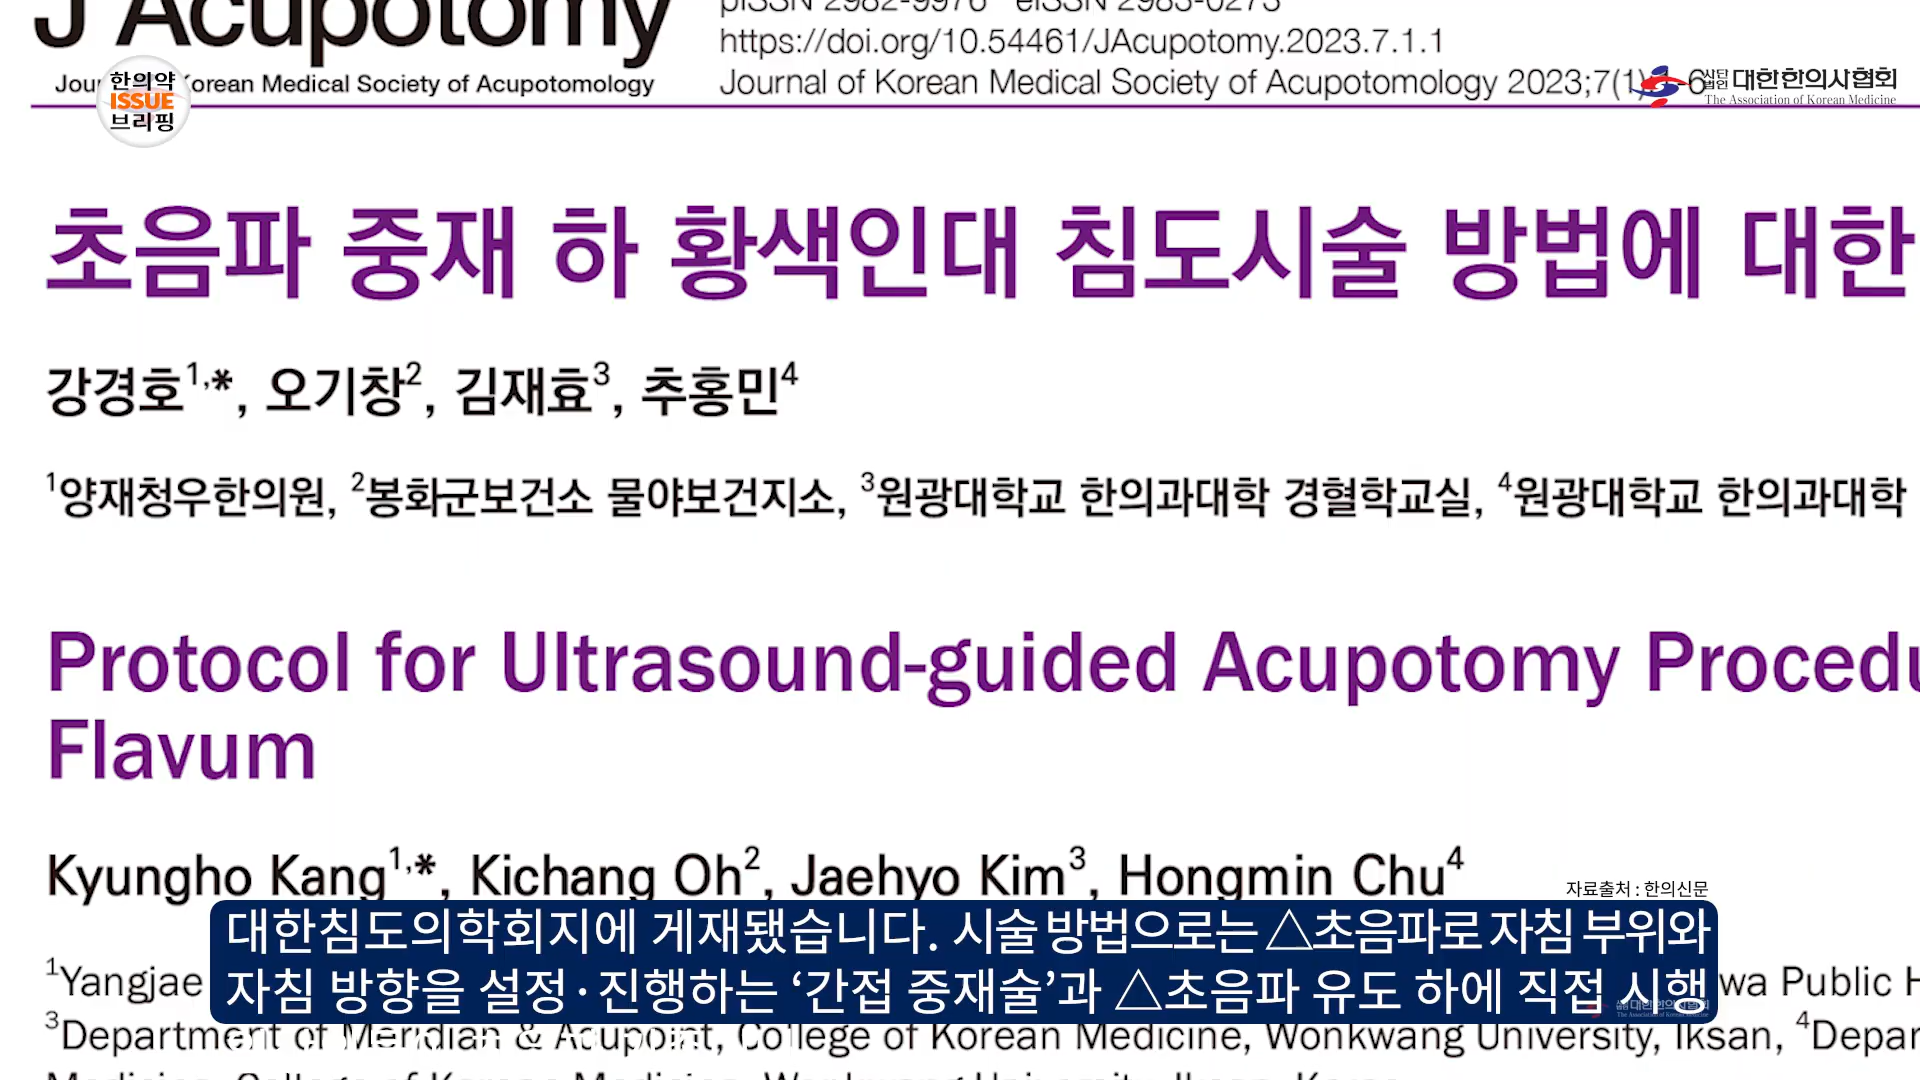 J Acupotomy
pISSN 2982-9976 eISSN 2983-0273
https://doi.org/10.54461/JAcupotomy.2023.7.1.1
Journal of Korean Medical Society of Acupotomology 2023;7(1)
Korean Medical Society of Acupotomology
한의약
ISSUE
브리핑
사단법인 대한한의사협회
The Association of Korean Medicine
초음파 중재 하 황색인대 침도시술 방법에 대한
강경호1,*, 오기창2, 김재효3, 추홍민4
1양재청우한의원, 2봉화군보건소 물야보건지소, 3원광대학교 한의과대학 경혈학교실, 4원광대학교 한의과대학
Protocol for Ultrasound-guided Acupotomy
Flavum
Kyungho Kang1,*, Kichang Oh2, Jaehyo Kim3, Hongmin Chu4
자료출처 : 한의신문
대한침도의학회지에 게재됐습니다. 시술 방법으로는 △초음파로 자침 부위와
자침 방향을 설정·진행하는 ‘간접 중재술’과 △초음파 유도 하에 직접 시행
1Yangjae Public
3Department of Meridian & Acupoint, College of Korean Medicine, Wonkwang University, Iksan,